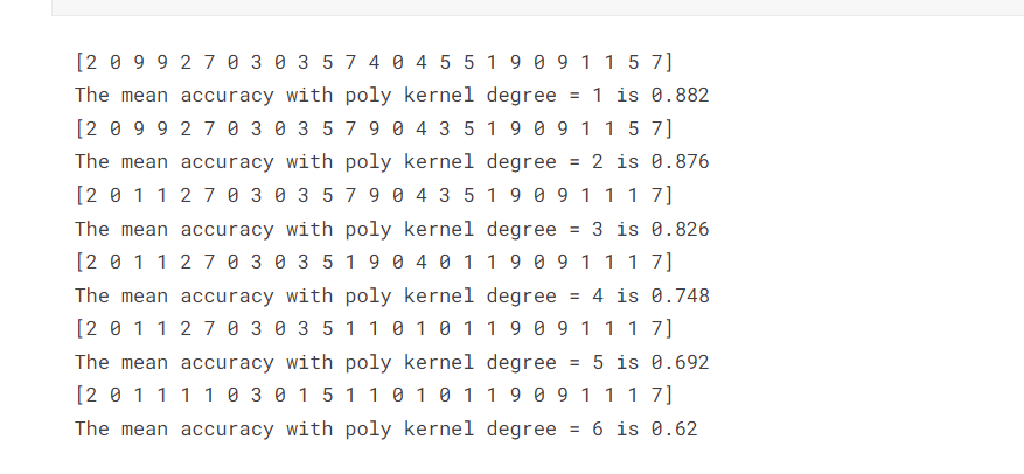 [2 0 9 9 2 7 0 3 0 3 5 7 4 0 4 5 5 1 9 0 9 1 1 5 7]
The mean accuracy with poly kernel degree = 1 is 0.882
[2 0 9 9 2 7 0 3 0 3 5 7 9 0 4 3 5 1 9 0 9 1 1 5 7]
The mean accuracy with poly kernel degree = 2 is 0.876
[2 0 1 1 2 7 0 3 0 3 5 7 9 0 4 3 5 1 9 0 9 1 1 1 7]
The mean accuracy with poly kernel degree = 3 is 0.826
[2 0 1 1 2 7 0 3 0 3 5 1 9 0 4 0 1 1 9 0 9 1 1 1 7]
The mean accuracy with poly kernel degree = 4 is 0.748
[2 0 1 1 2 7 0 3 0 3 5 1 1 0 1 0 1 1 9 0 9 1 1 1 7]
The mean accuracy with poly kernel degree = 5 is 0.692
[2 0 1 1 1 1 0 3 0 1 5 1 1 0 1 0 1 1 9 0 9 1 1 1 7]
The mean accuracy with poly kernel degree = 6 is 0.62